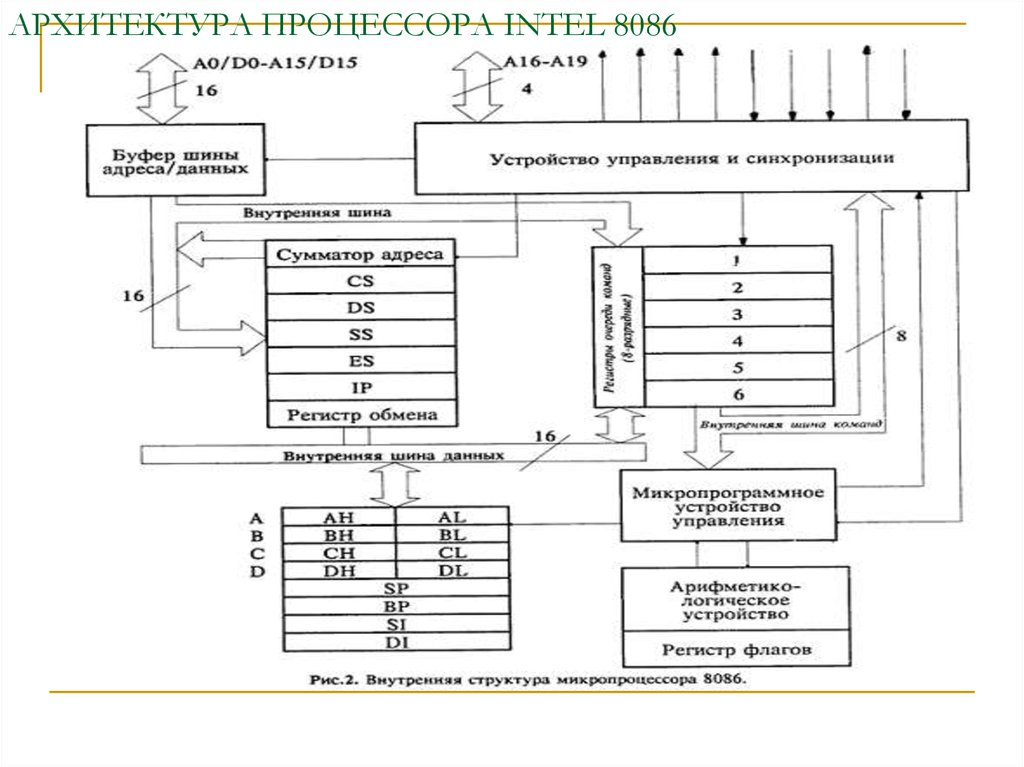 АРХИТЕКТУРА ПРОЦЕССОРА INTEL 8086
A0/D0-A15/D15
16
A16-A19
4
Буфер шины
адреса/данных
Устройство управления и синхронизации
Внутренняя шина
16
Сумматор адреса
CS
DS
SS
ES
IP
Регистр обмена
Регистры очереди команд
(8-разридные)
1
2
3
4
5
6
8
Внутренняя шина команд
16
Внутренняя шина данных
Микропрограммное
устройство
управления
A
AH
AL
B
BH
BL
C
CH
CL
D
DH
DL
SP
BP
SI
DI
Арифметико-
логическое
устройство
Регистр флагов
Рис.2. Внутренняя структура микропроцессора 8086.